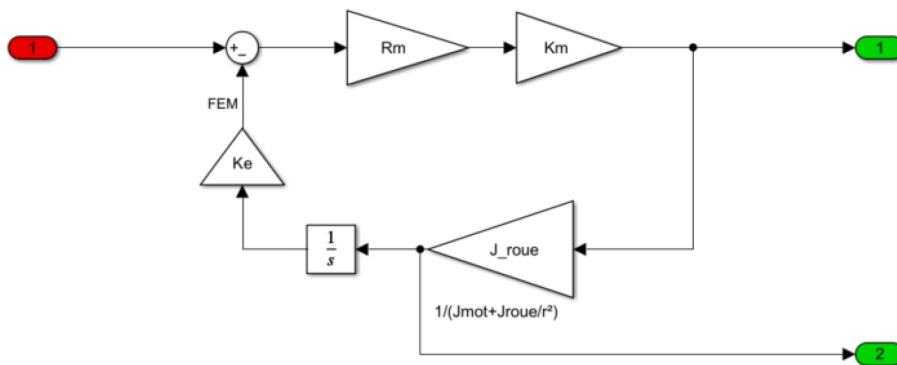 1
+
-
Rm
Km
1
FEM
Ke
1
s
J_roue
1/(Jmot+Jroue/r²)
2